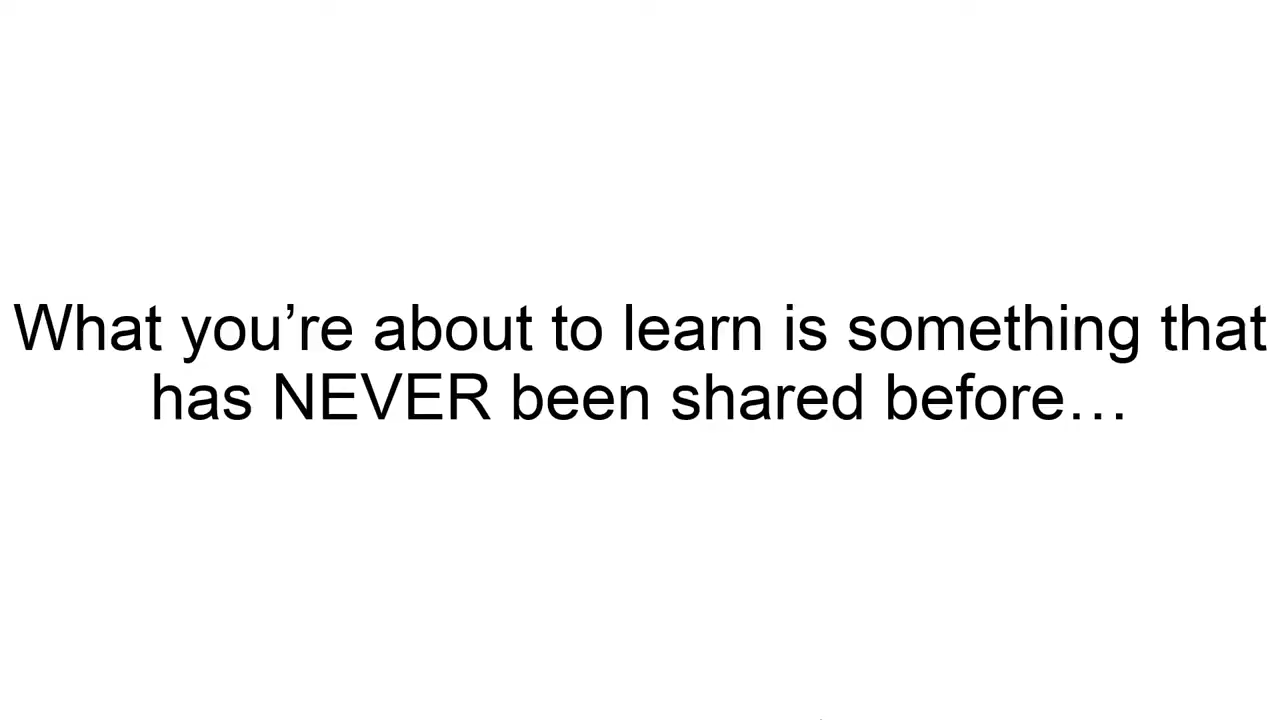 What you’re about to learn is something that
has NEVER been shared before…